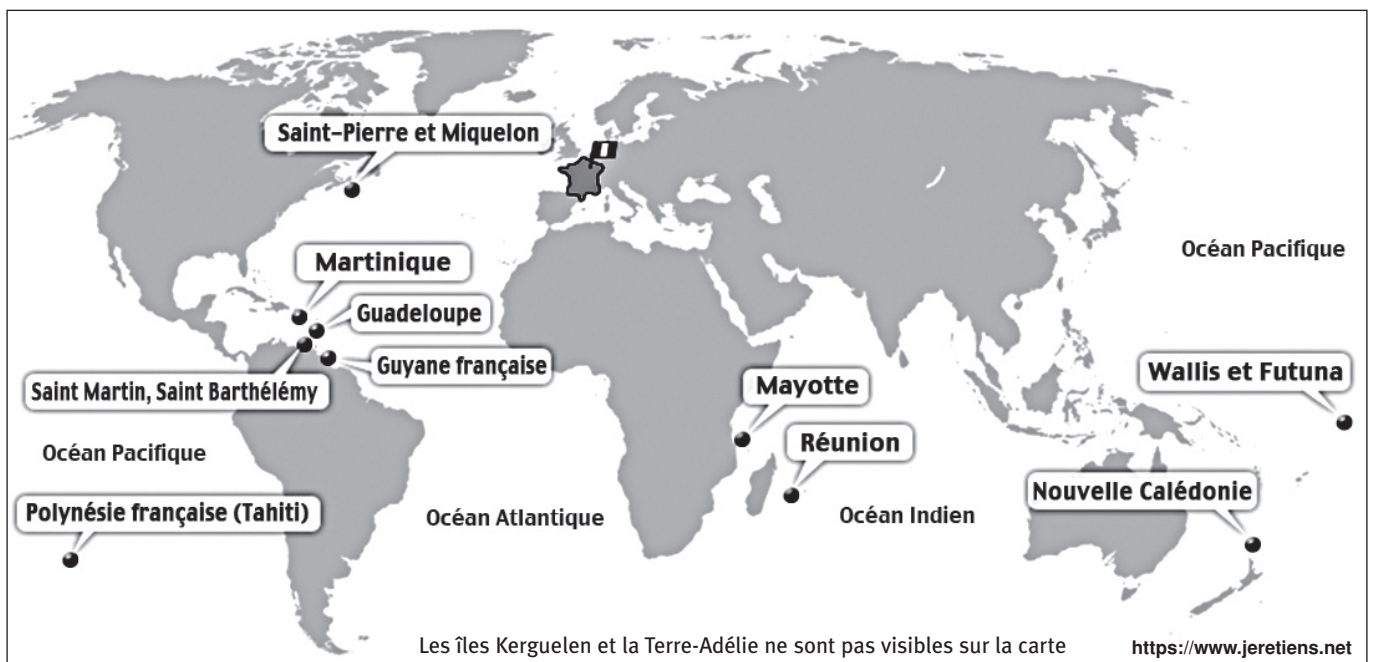 Saint-Pierre et Miquelon
Océan Pacifique
Martinique
Guadeloupe
Guyane française
Saint Martin, Saint Barthélémy
Mayotte
Wallis et Futuna
Réunion
Océan Pacifique
Nouvelle Calédonie
Polynésie française (Tahiti)
Océan Atlantique
Océan Indien
Les îles Kerguelen et la Terre-Adélie ne sont pas visibles sur la carte
https://www.jeretiens.net